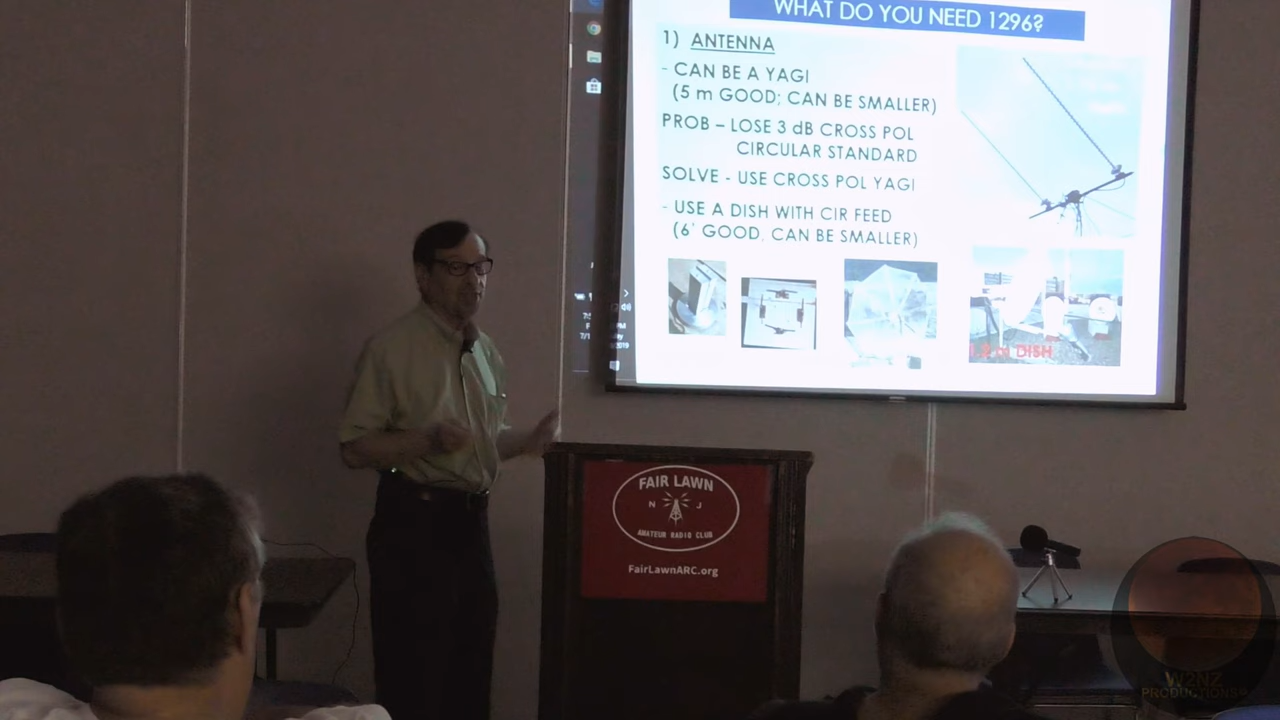 WHAT DO YOU NEED 1296?
1) ANTENNA
- CAN BE A YAGI
(5 m GOOD; CAN BE SMALLER)
PROB – LOSE 3 dB CROSS POL
CIRCULAR STANDARD
SOLVE - USE CROSS POL YAGI
- USE A DISH WITH CIR FEED
(6' GOOD, CAN BE SMALLER)
m DISH
FAIR LAWN
N J
AMATEUR RADIO CLUB
FairLawnARC.org
W2NZ
PRODUCTIONS